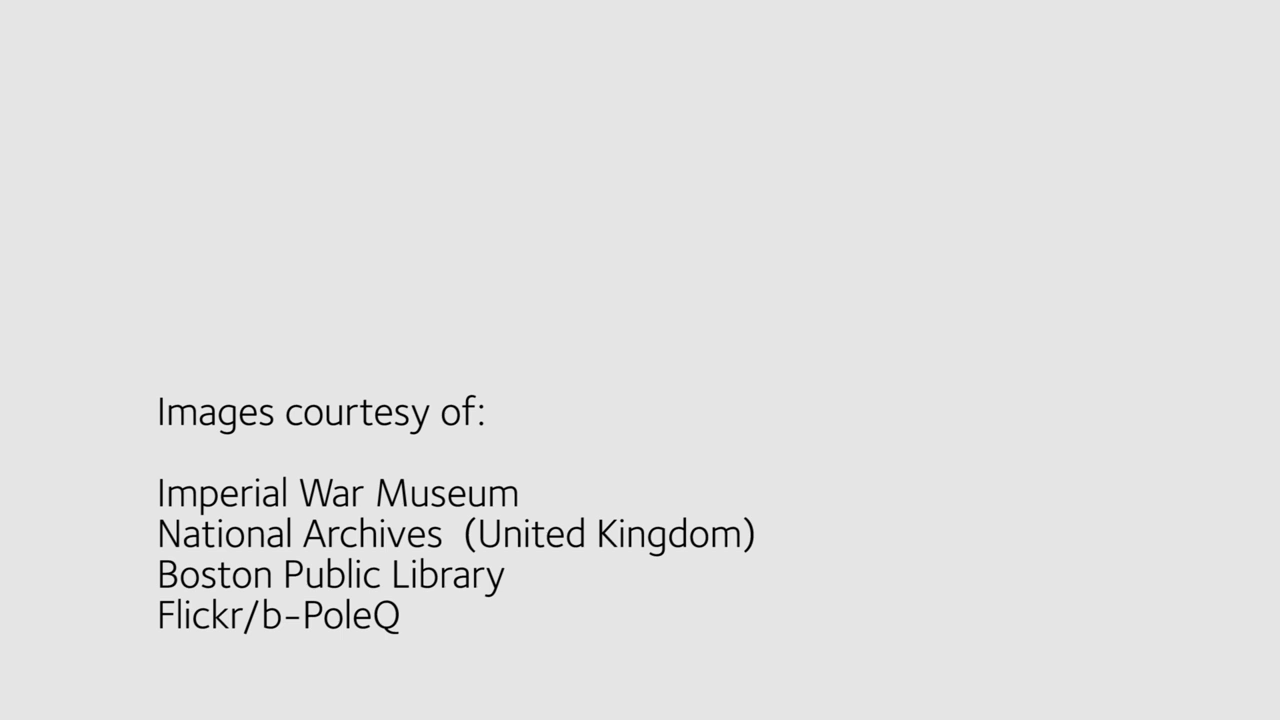 Images courtesy of:
Imperial War Museum
National Archives  (United Kingdom)
Boston Public Library
Flickr/b-PoleQ